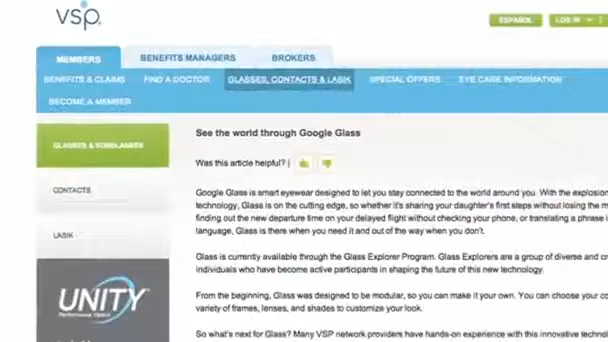 vsp.
ESPAÑOL
LOG IN
MEMBERS
BENEFITS MANAGERS
BROKERS
BENEFITS & CLAIMS
FIND A DOCTOR
GLASSES, CONTACTS & LASIK
SPECIAL OFFERS
EYE CARE INFORMATION
BECOME A MEMBER
GLASSES & SUNGLASSES
CONTACTS
LASIK
UNITY
Performance Optics
See the world through Google Glass
Was this article helpful? |
Google Glass is smart eyewear designed to let you stay connected to the world around you. With the explosion
technology, Glass is on the cutting edge, so whether it's sharing your daughter's first steps without losing the m
finding out the new departure time on your delayed flight without checking your phone, or translating a phrase i
language, Glass is there when you need it and out of the way when you don't.
Glass is currently available through the Glass Explorer Program. Glass Explorers are a group of diverse and cr
individuals who have become active participants in shaping the future of this new technology.
From the beginning, Glass was designed to be modular, so you can make it your own. You can choose your co
variety of frames, lenses, and shades to customize your look.
So what's next for Glass? Many VSP network providers have hands-on experience with this innovative technolo